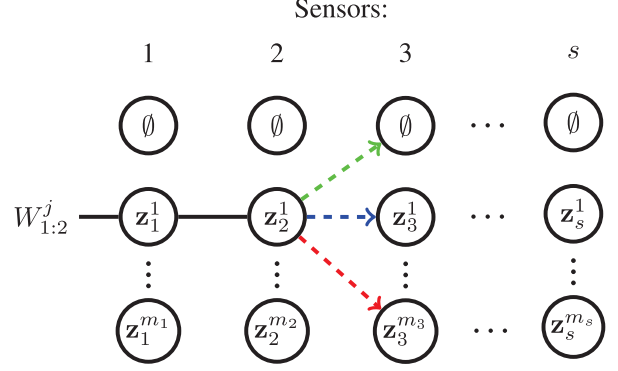 Sensors:
1 2 3 s
∅ ∅ ∅ ⋯ ∅
W_{1:2}^{j} z_1^1 z_2^1 z_3^1 ⋯ z_s^1
⋮ ⋮ ⋮ ⋮
z_1^{m_1} z_2^{m_2} z_3^{m_3} ⋯ z_s^{m_s}